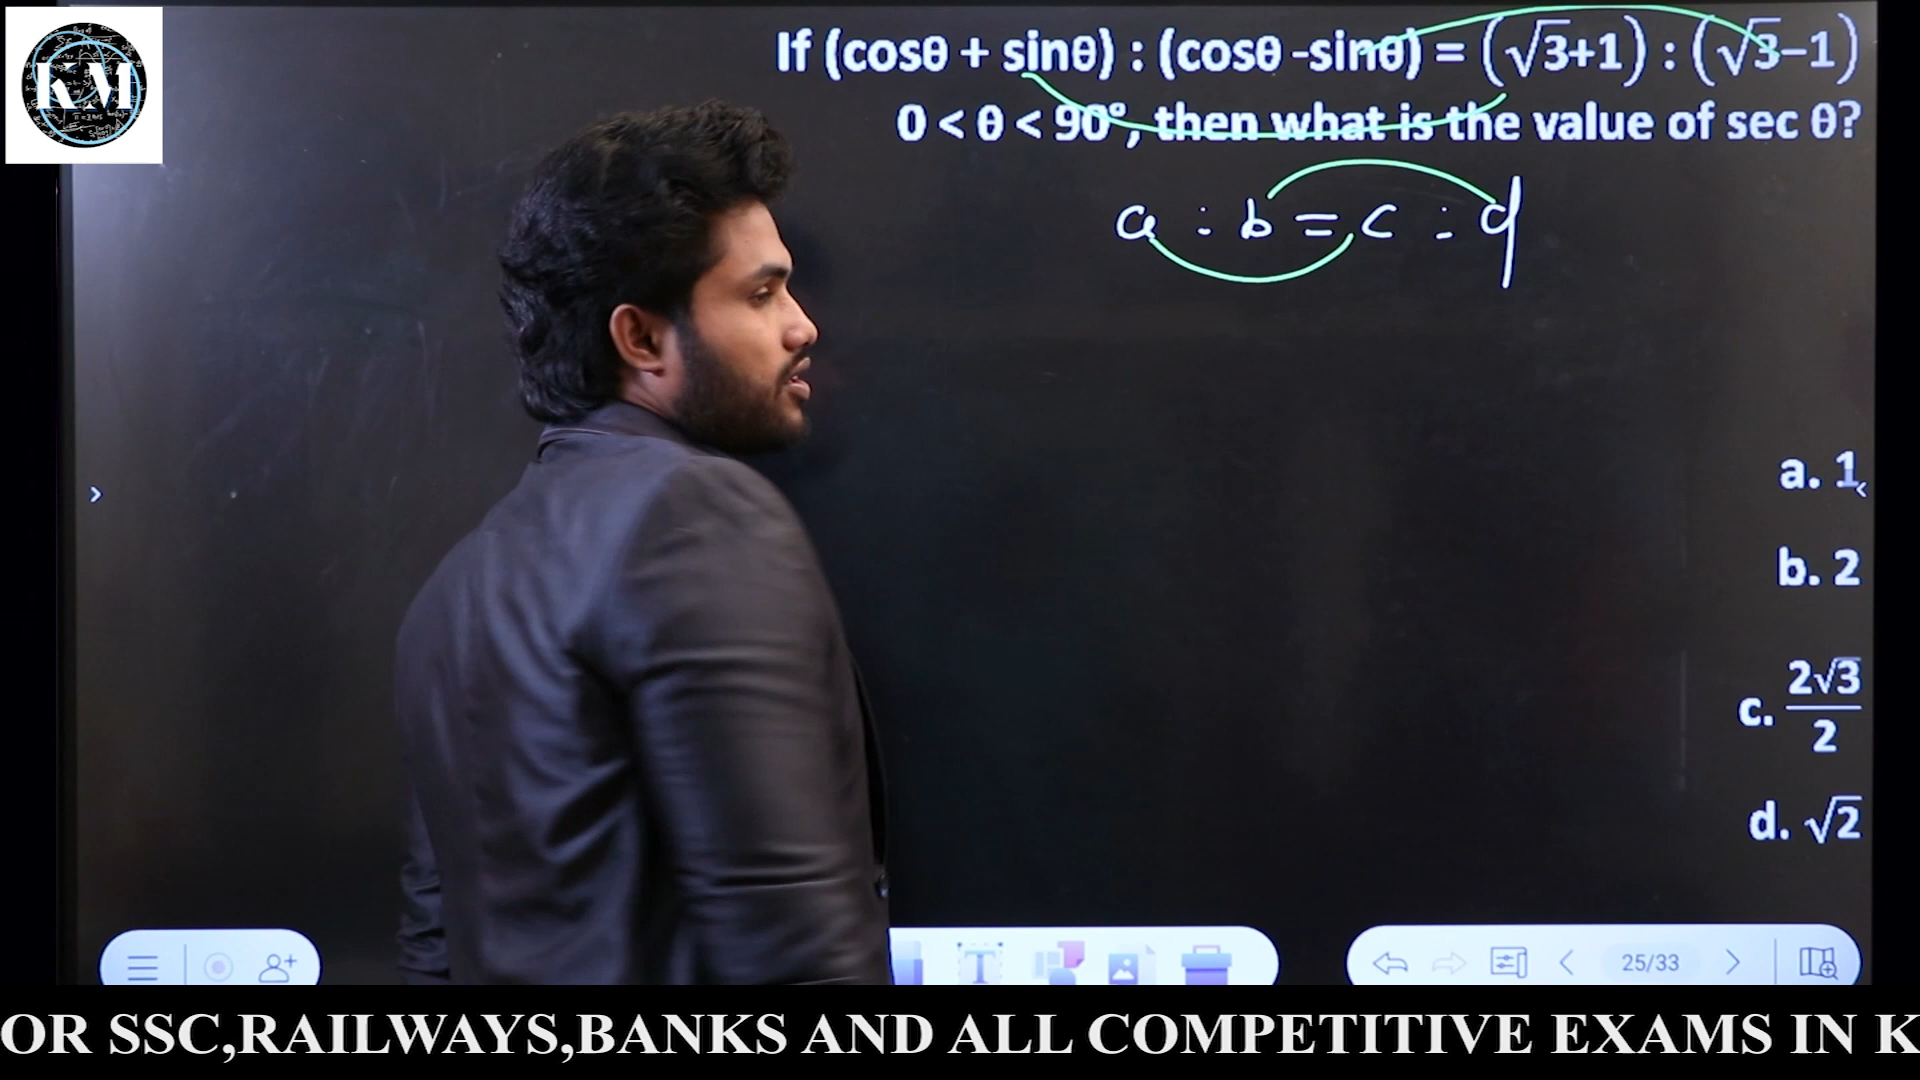 KM
If (cosθ + sinθ) : (cosθ -sinθ) = (√3+1) : (√3−1)
0 < θ < 90°, then what is the value of sec θ?
a : b = c : d
a. 1
b. 2
c. 2√3/2
d. √2
25/33
OR SSC,RAILWAYS,BANKS AND ALL COMPETITIVE EXAMS IN K